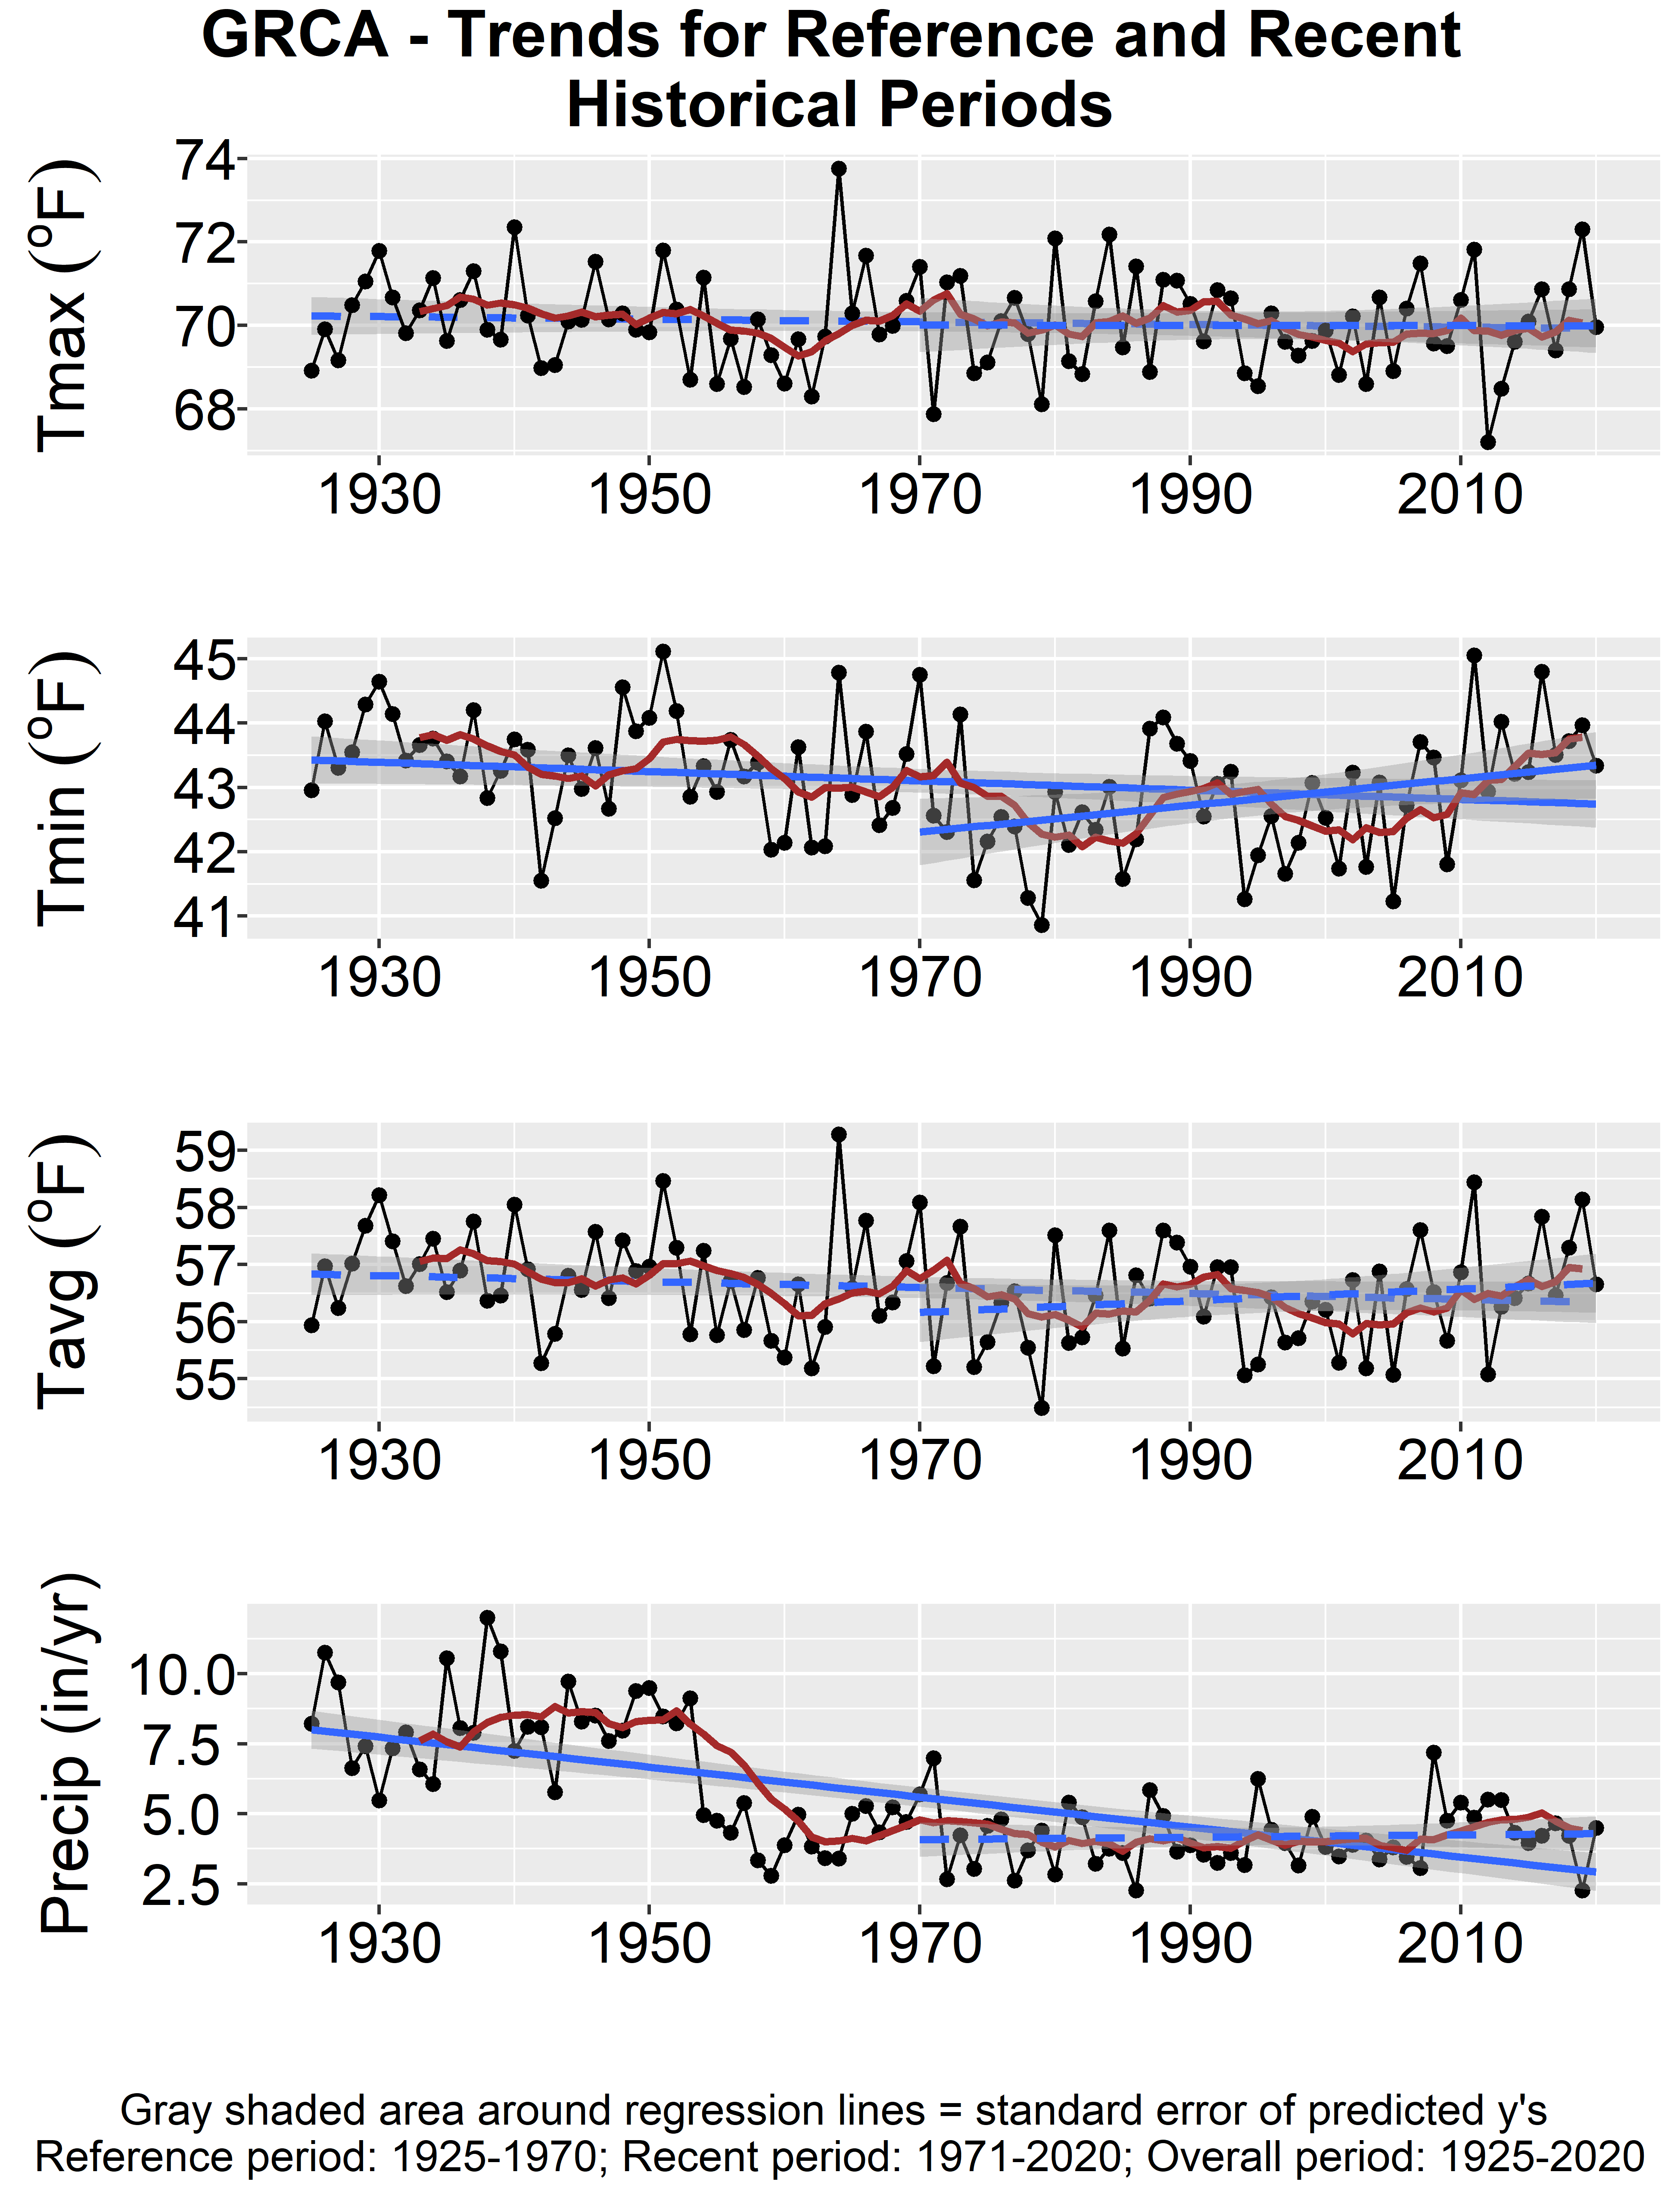 GRCA - Trends for Reference and Recent
Historical Periods
Tmax (ºF)
74
72
70
68
1930 1950 1970 1990 2010
Tmin (ºF)
45
44
43
42
41
1930 1950 1970 1990 2010
Tavg (ºF)
59
58
57
56
55
1930 1950 1970 1990 2010
Precip (in/yr)
10.0
7.5
5.0
2.5
1930 1950 1970 1990 2010
Gray shaded area around regression lines = standard error of predicted y's
Reference period: 1925-1970; Recent period: 1971-2020; Overall period: 1925-2020